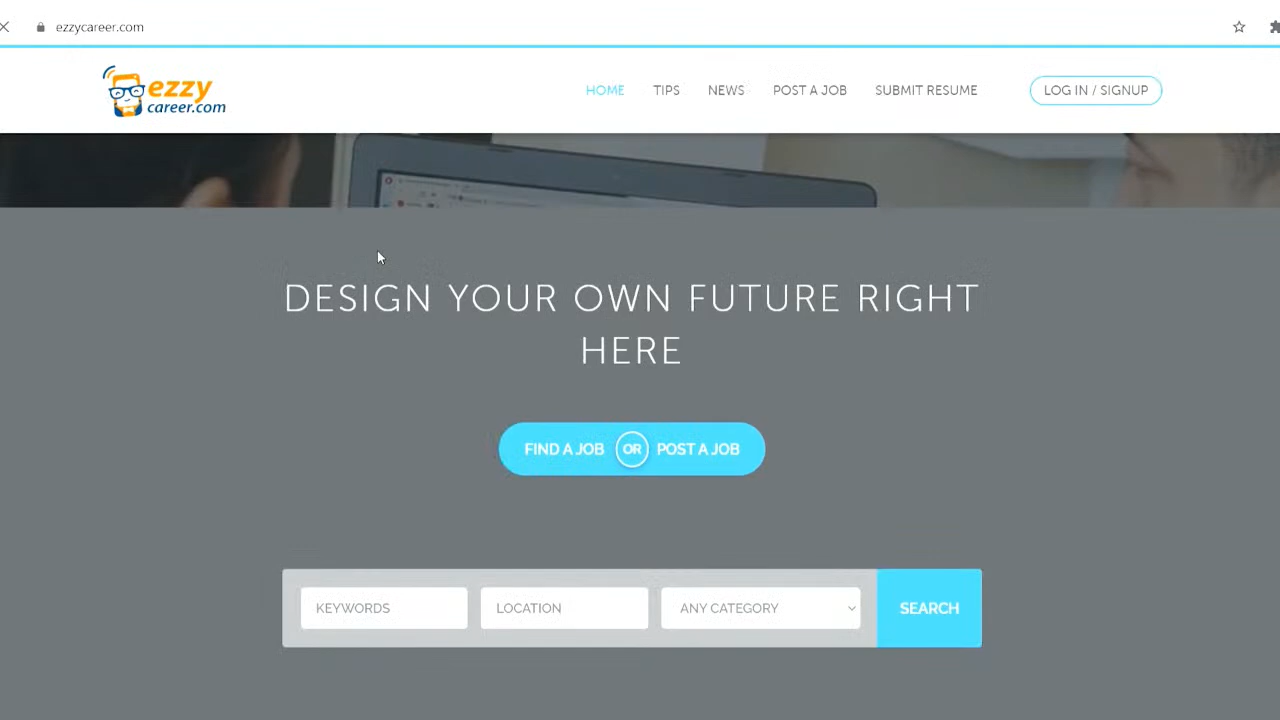 ezzycareer.com
ezzy
career.com
HOME TIPS NEWS POST A JOB SUBMIT RESUME LOG IN / SIGNUP
DESIGN YOUR OWN FUTURE RIGHT
HERE
FIND A JOB OR POST A JOB
KEYWORDS LOCATION ANY CATEGORY SEARCH